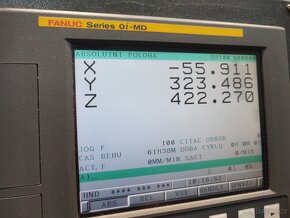 FANUC Series 0i-MD
ABSOLUTNI POLOHA
X -55.911
Y 323.486
Z 422.270
JOG F 100 CITAC OBROB
CAS BEHU 61H38M DOBA CYKLU 0H
ACT.F 0MM/MIN SACI
A)
HND **** *** ***
ABS REL VSE HANDLE